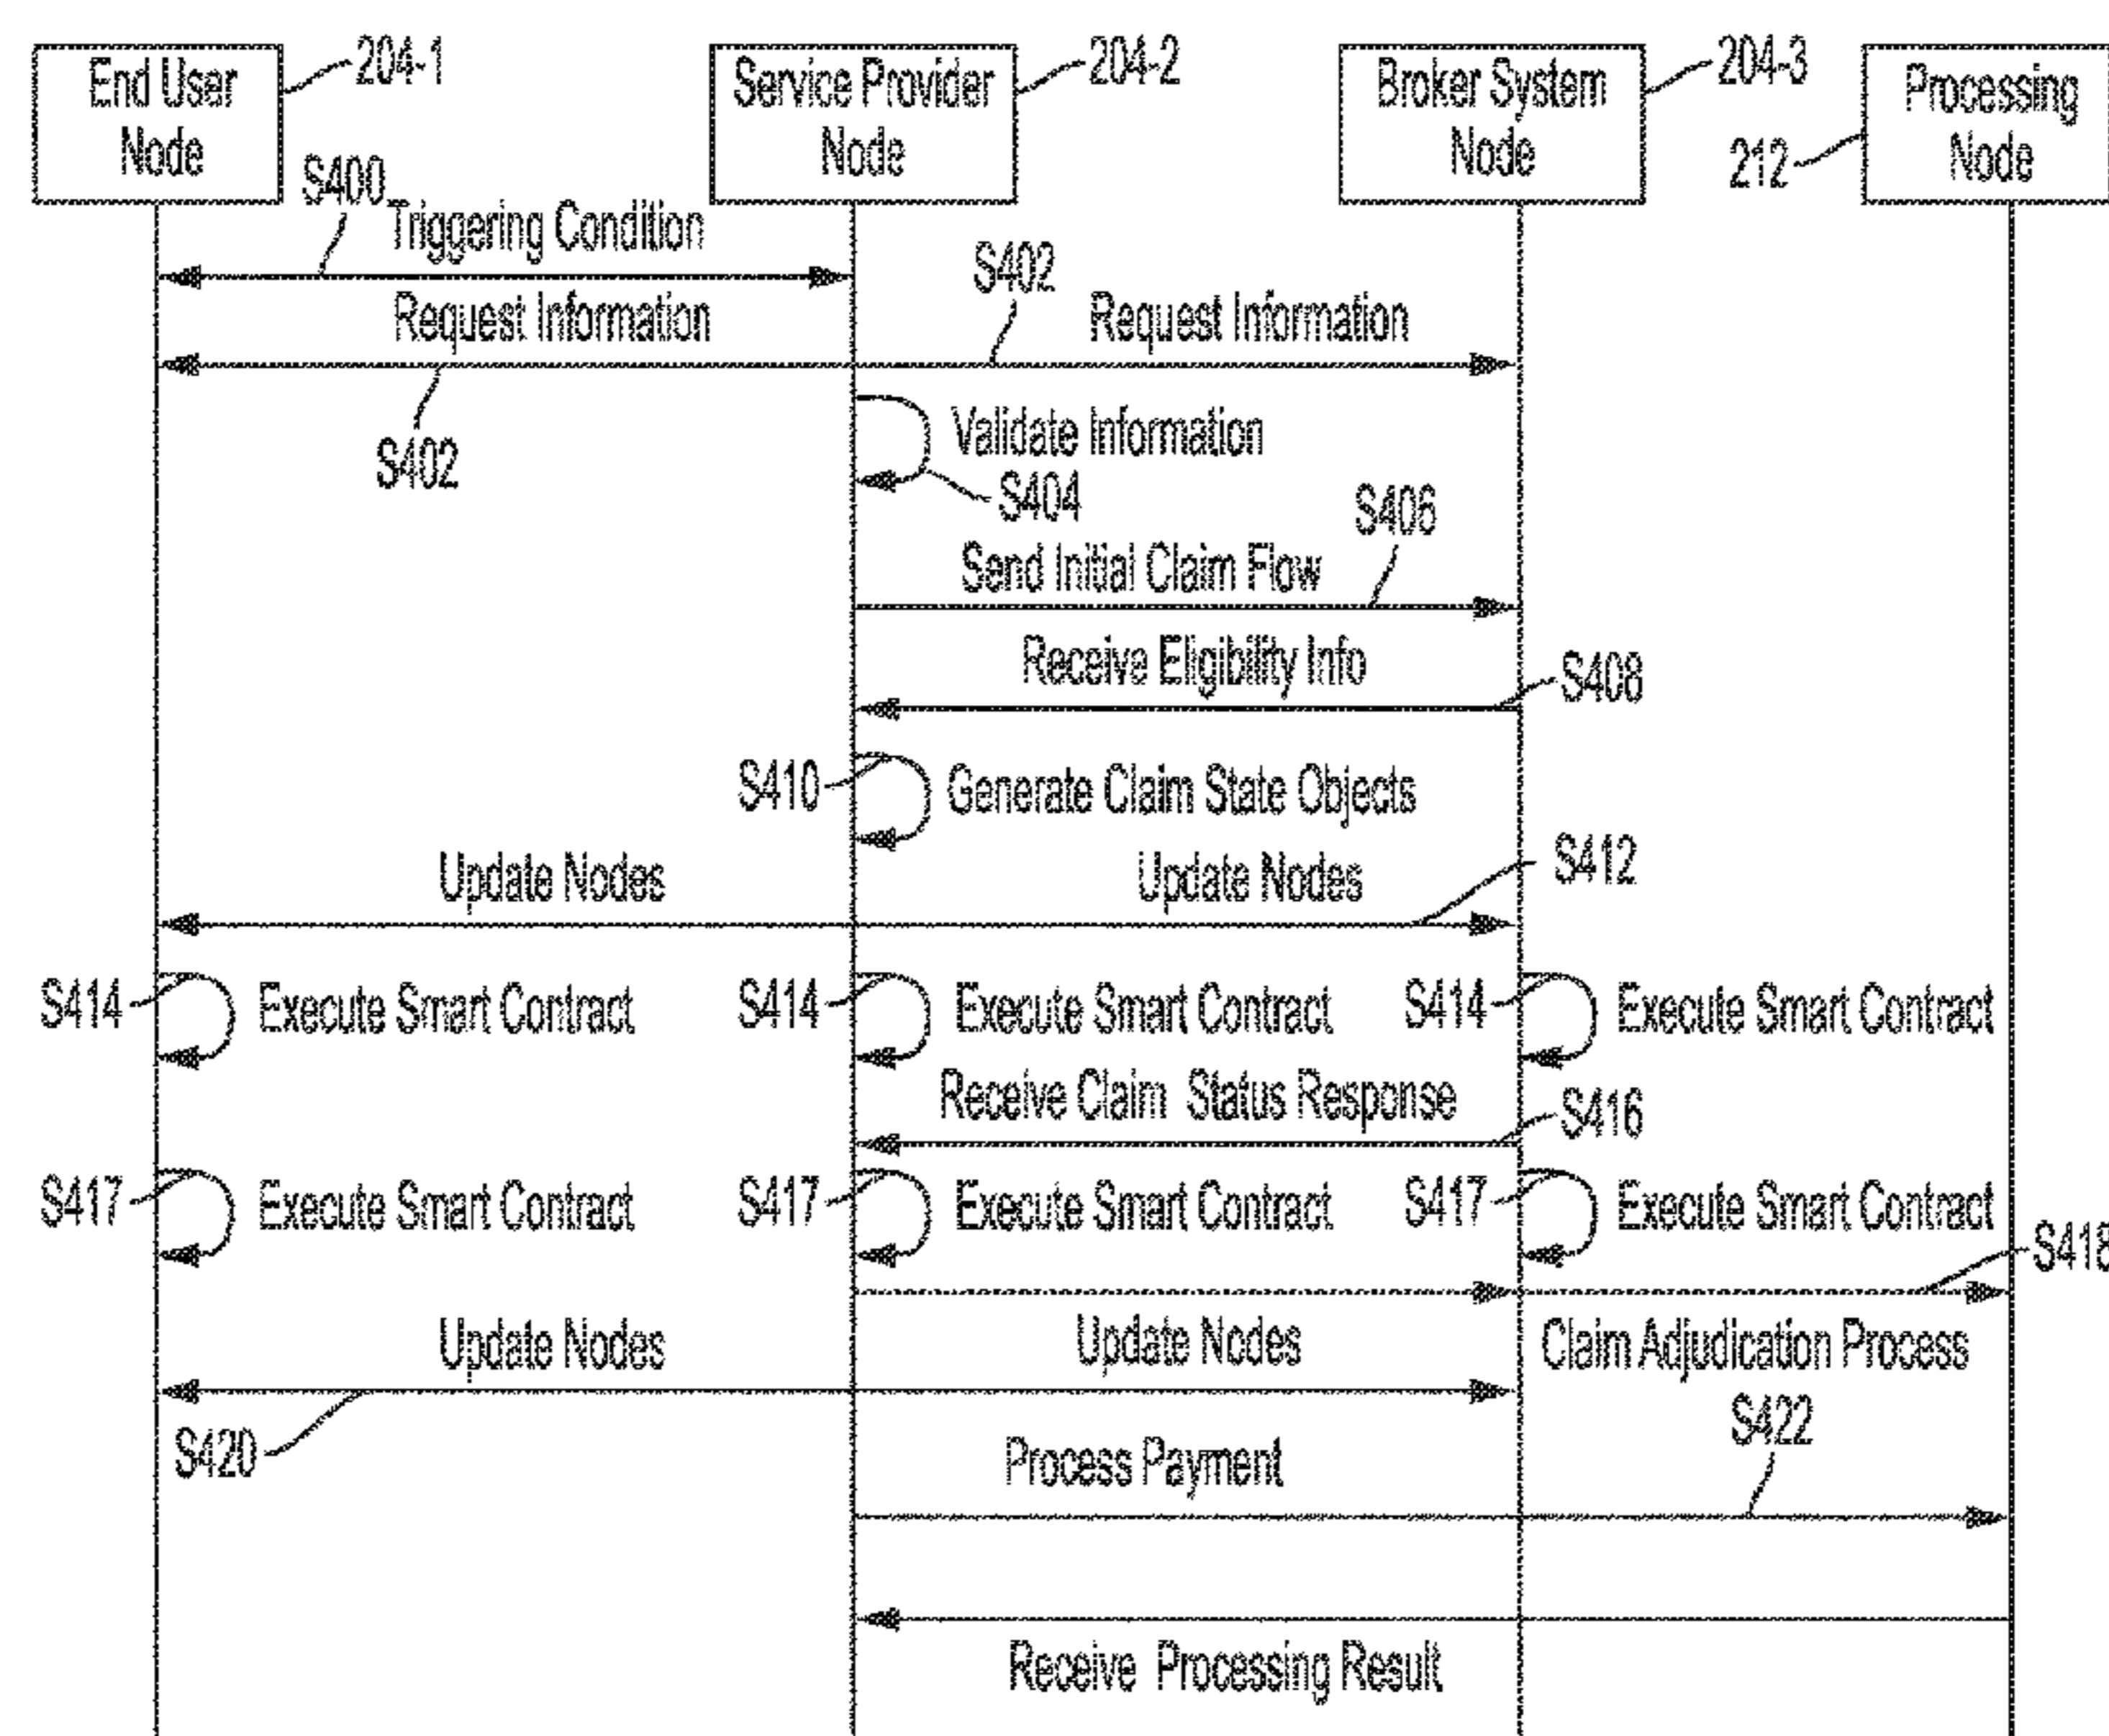 End User
Node
204-1
Service Provider
Node
204-2
Broker System
Node
204-3
Processing
Node
212
S400
Triggering Condition
S402
Request Information
Request Information
S402
Validate Information
S404
S406
Send Initial Claim Flow
Receive Eligibility Info
S408
S410
Generate Claim State Objects
Update Nodes
Update Nodes
S412
S414
Execute Smart Contract
S414
Execute Smart Contract
S414
Execute Smart Contract
Receive Claim Status Response
S416
S417
Execute Smart Contract
S417
Execute Smart Contract
S417
Execute Smart Contract
S418
Update Nodes
Update Nodes
Claim Adjudication Process
S420
Process Payment
S422
Receive Processing Result